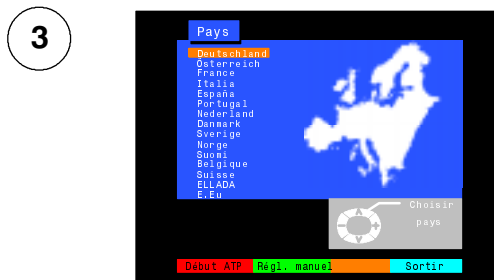 3
Pays
Deutschland
Österreich
France
Italia
España
Portugal
Nederland
Danmark
Sverige
Norge
Suomi
Belgique
Suisse
ELLADA
E.Eu
Choisir
pays
Début ATP
Régl. manuel
Sortir